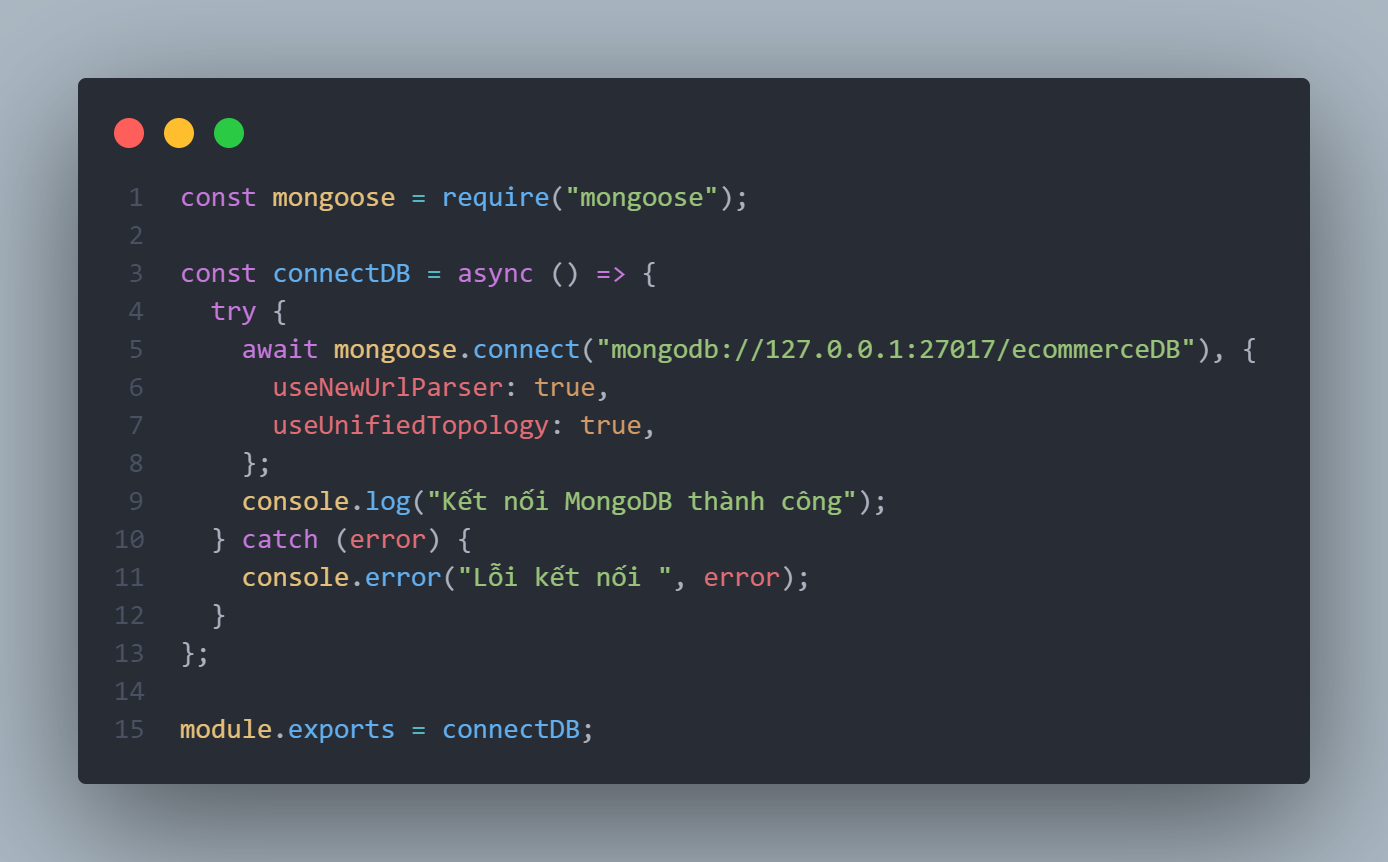 1 const mongoose = require("mongoose");
2
3 const connectDB = async () => {
4   try {
5     await mongoose.connect("mongodb://127.0.0.1:27017/ecommerceDB"), {
6       useNewUrlParser: true,
7       useUnifiedTopology: true,
8     };
9     console.log("Kết nối MongoDB thành công");
10   } catch (error) {
11     console.error("Lỗi kết nối ", error);
12   }
13 };
14
15 module.exports = connectDB;